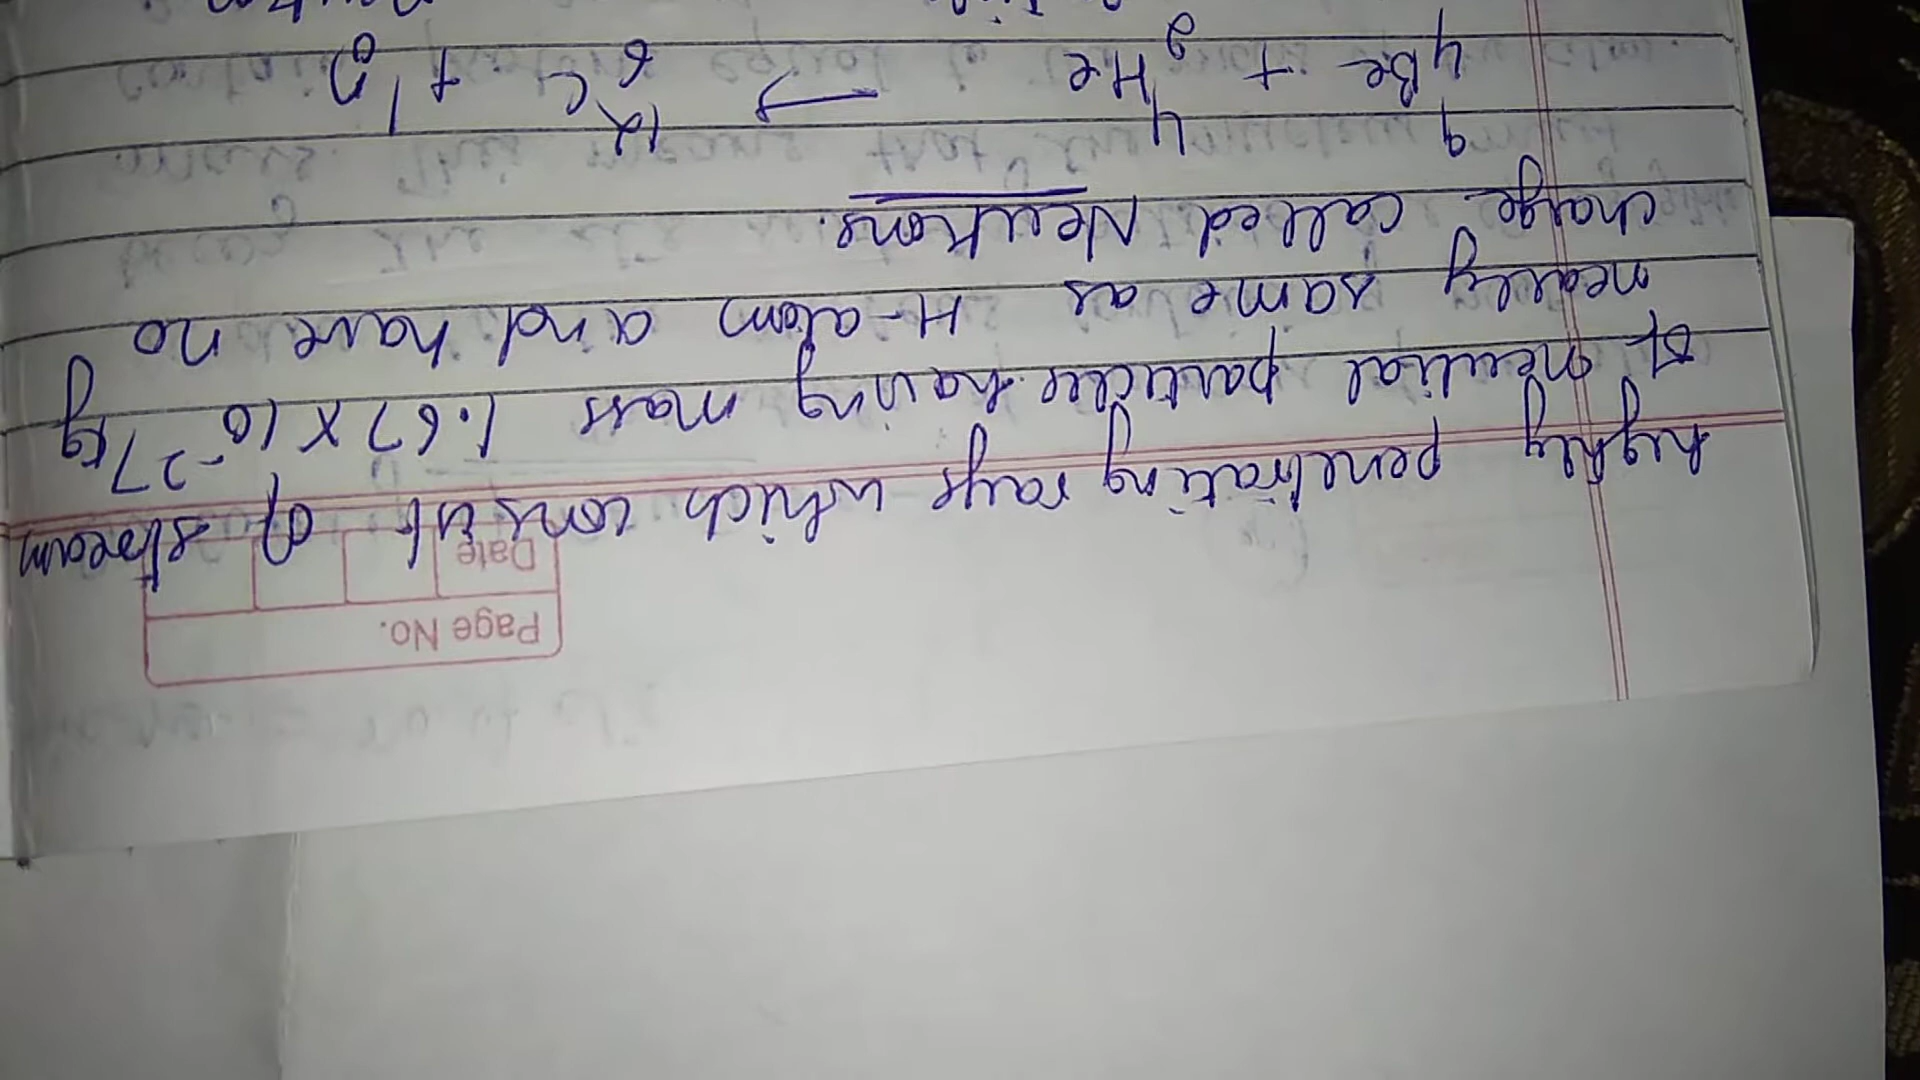 Page No.
Date
highly penetrating rays which consist of stream
of neutral particles having mass 1.67 x 10^-27 kg
nearly same as H-atom and have no
charge called Neutrons.
⁹₄Be + ⁴₂He → ¹²₆C + ¹₀n